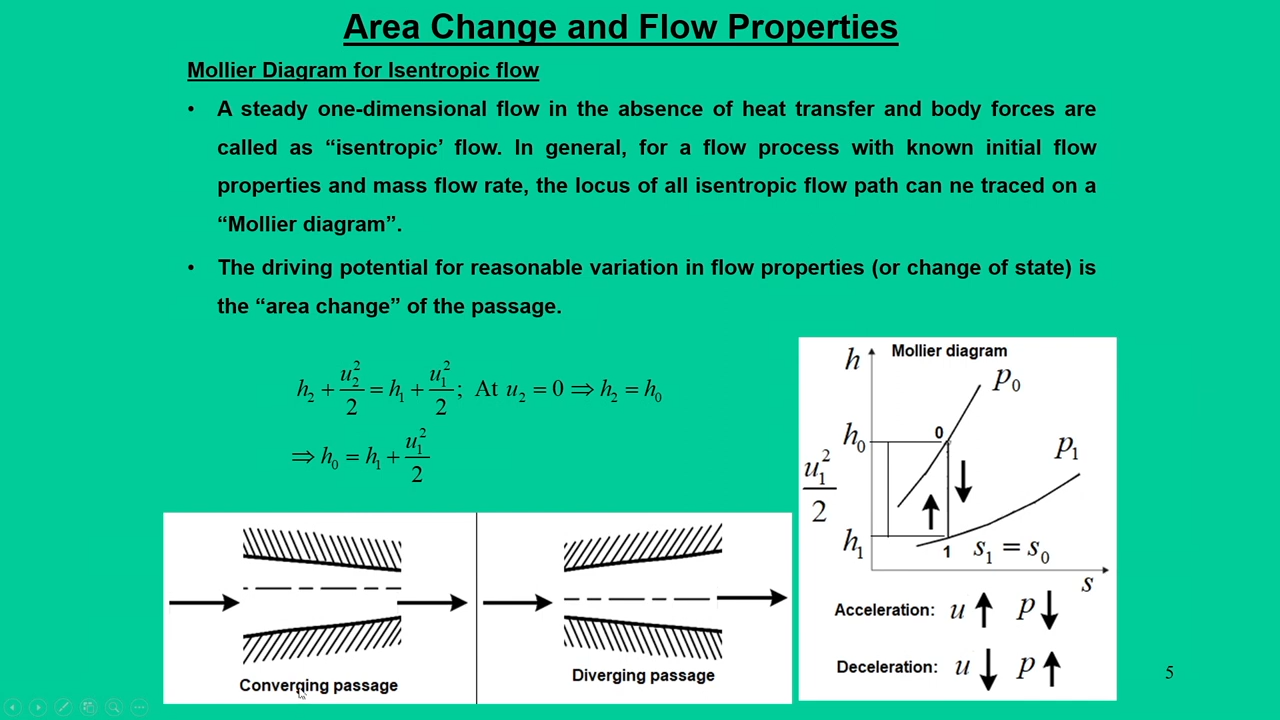 Area Change and Flow Properties
Mollier Diagram for Isentropic flow
• A steady one-dimensional flow in the absence of heat transfer and body forces are
called as “isentropic’ flow. In general, for a flow process with known initial flow
properties and mass flow rate, the locus of all isentropic flow path can ne traced on a
“Mollier diagram”.
• The driving potential for reasonable variation in flow properties (or change of state) is
the “area change” of the passage.
h₂ + u₂²/2 = h₁ + u₁²/2; At u₂ = 0 ⇒ h₂ = h₀
⇒ h₀ = h₁ + u₁²/2
Converging passage
Diverging passage
Mollier diagram
h
p₀
0
h₀
p₁
u₁²/2
h₁
1 s₁ = s₀
s
Acceleration: u ↑ p ↓
Deceleration: u ↓ p ↑
5